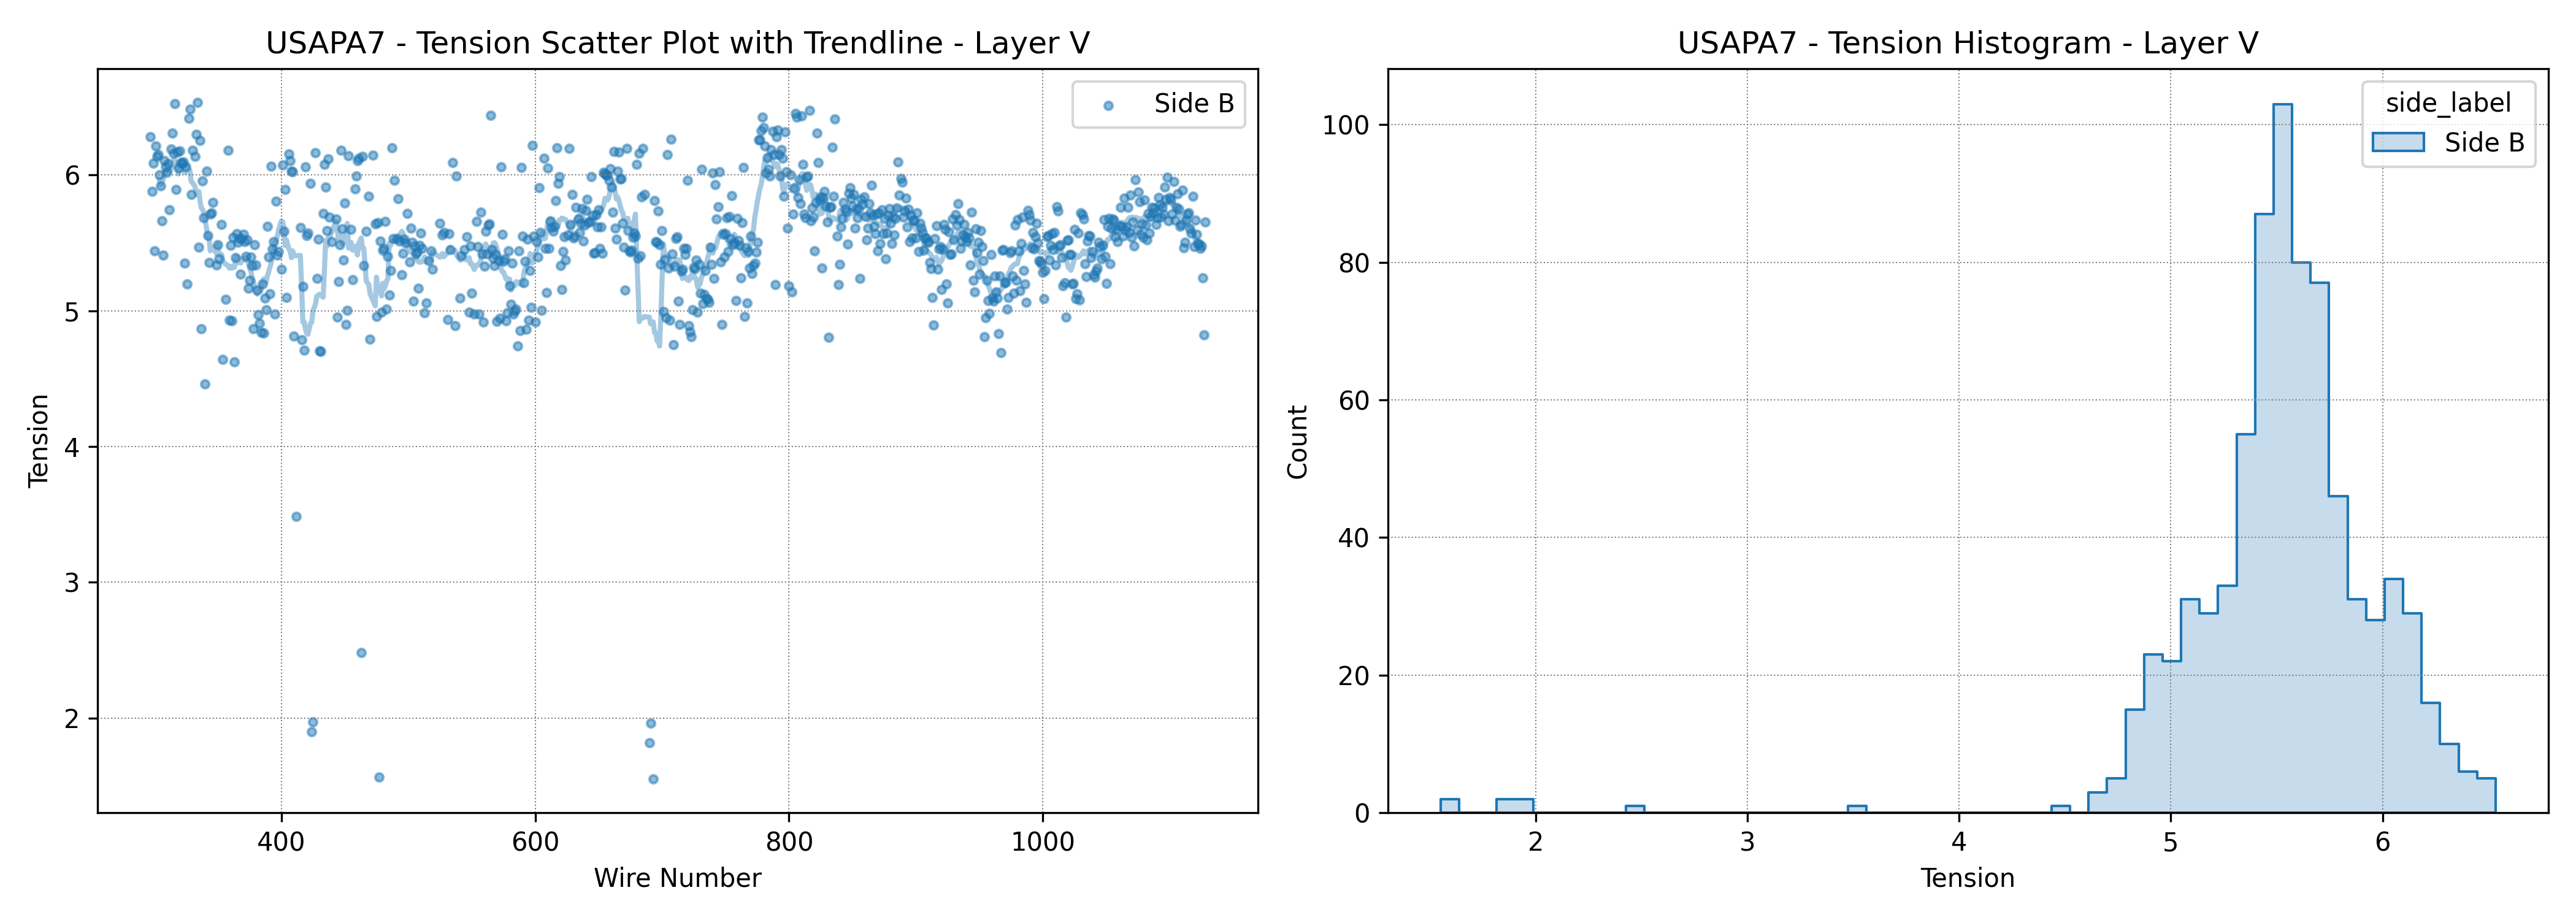 USAPA7 - Tension Scatter Plot with Trendline - Layer V
Side B
6
5
4
3
2
Tension
400
600
800
1000
Wire Number
USAPA7 - Tension Histogram - Layer V
side_label
Side B
100
80
60
40
20
0
Count
2
3
4
5
6
Tension